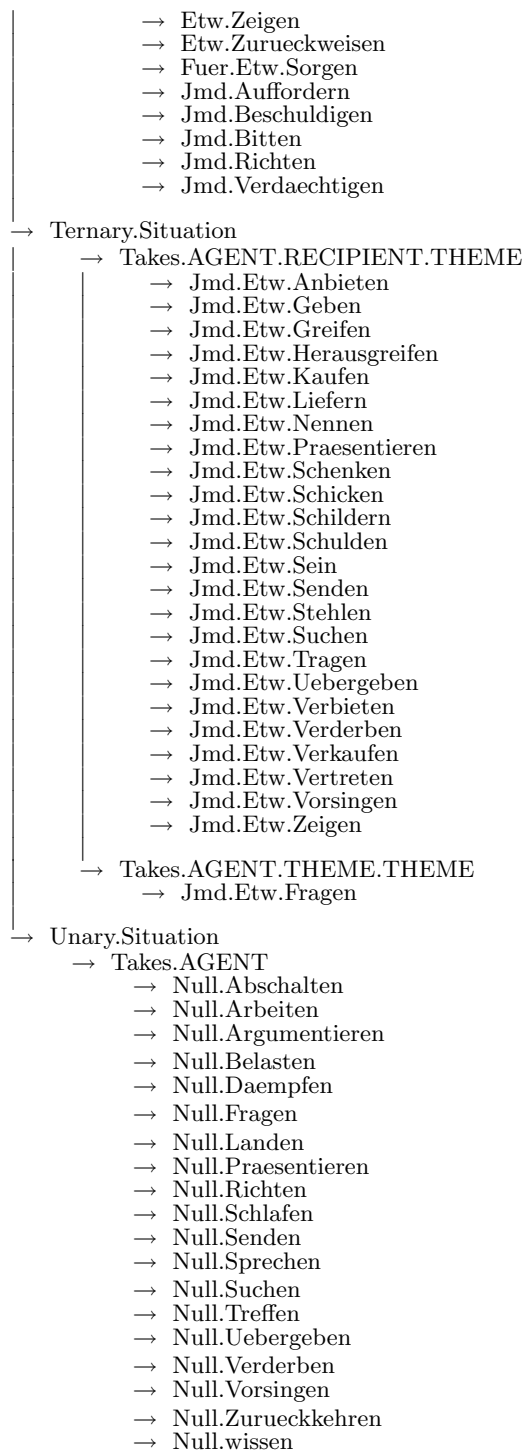 → Etw.Zeigen
→ Etw.Zurueckweisen
→ Fuer.Etw.Sorgen
→ Jmd.Auffordern
→ Jmd.Beschuldigen
→ Jmd.Bitten
→ Jmd.Richten
→ Jmd.Verdaechtigen
→ Ternary.Situation
→ Takes.AGENT.RECIPIENT.THEME
→ Jmd.Etw.Anbieten
→ Jmd.Etw.Geben
→ Jmd.Etw.Greifen
→ Jmd.Etw.Herausgreifen
→ Jmd.Etw.Kaufen
→ Jmd.Etw.Liefern
→ Jmd.Etw.Nennen
→ Jmd.Etw.Praesentieren
→ Jmd.Etw.Schenken
→ Jmd.Etw.Schicken
→ Jmd.Etw.Schildern
→ Jmd.Etw.Schulden
→ Jmd.Etw.Sein
→ Jmd.Etw.Senden
→ Jmd.Etw.Stehlen
→ Jmd.Etw.Suchen
→ Jmd.Etw.Tragen
→ Jmd.Etw.Uebergeben
→ Jmd.Etw.Verbieten
→ Jmd.Etw.Verderben
→ Jmd.Etw.Verkaufen
→ Jmd.Etw.Vertreten
→ Jmd.Etw.Vorsingen
→ Jmd.Etw.Zeigen
→ Takes.AGENT.THEME.THEME
→ Jmd.Etw.Fragen
→ Unary.Situation
→ Takes.AGENT
→ Null.Abschalten
→ Null.Arbeiten
→ Null.Argumentieren
→ Null.Belasten
→ Null.Daempfen
→ Null.Fragen
→ Null.Landen
→ Null.Praesentieren
→ Null.Richten
→ Null.Schlafen
→ Null.Senden
→ Null.Sprechen
→ Null.Suchen
→ Null.Treffen
→ Null.Uebergeben
→ Null.Verderben
→ Null.Vorsingen
→ Null.Zurueckkehren
→ Null.wissen